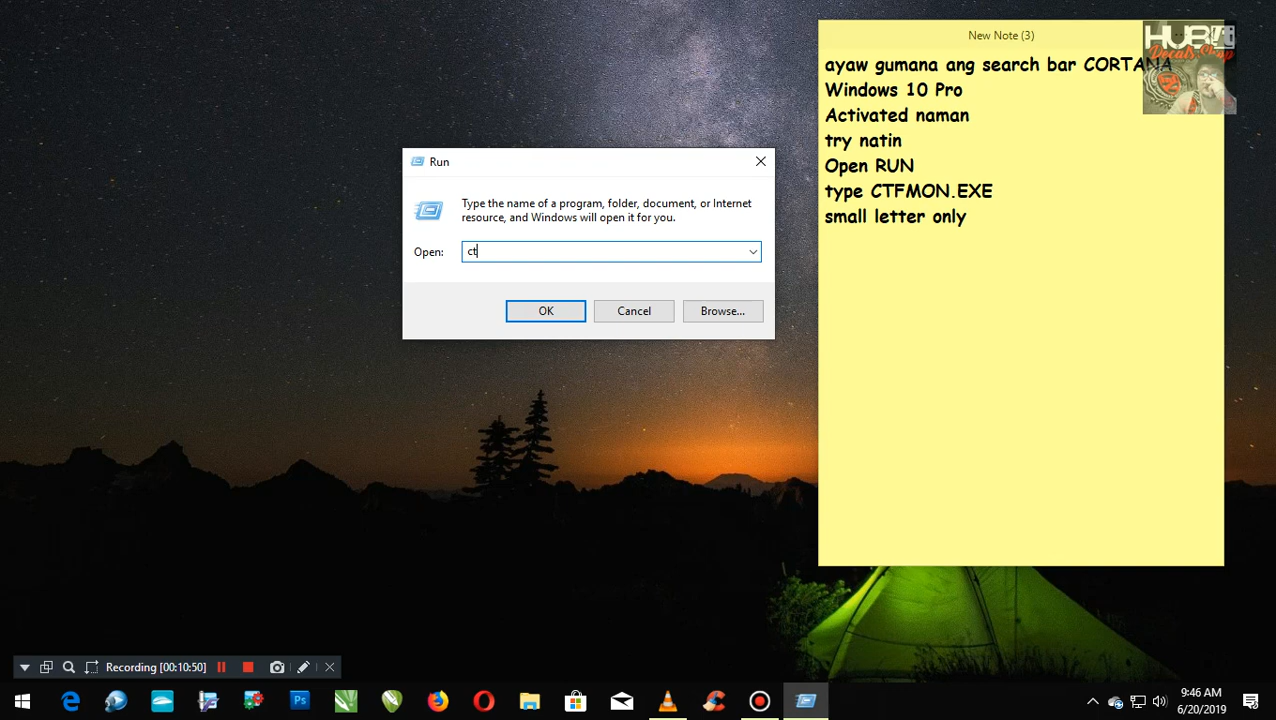 New Note (3)
ayaw gumana ang search bar CORTANA
Windows 10 Pro
Activated naman
try natin
Open RUN
type CTFMON.EXE
small letter only
HUB
Decals Shop
Run
Type the name of a program, folder, document, or Internet
resource, and Windows will open it for you.
Open: ct
OK Cancel Browse...
Recording [00:10:50]
9:46 AM
6/20/2019